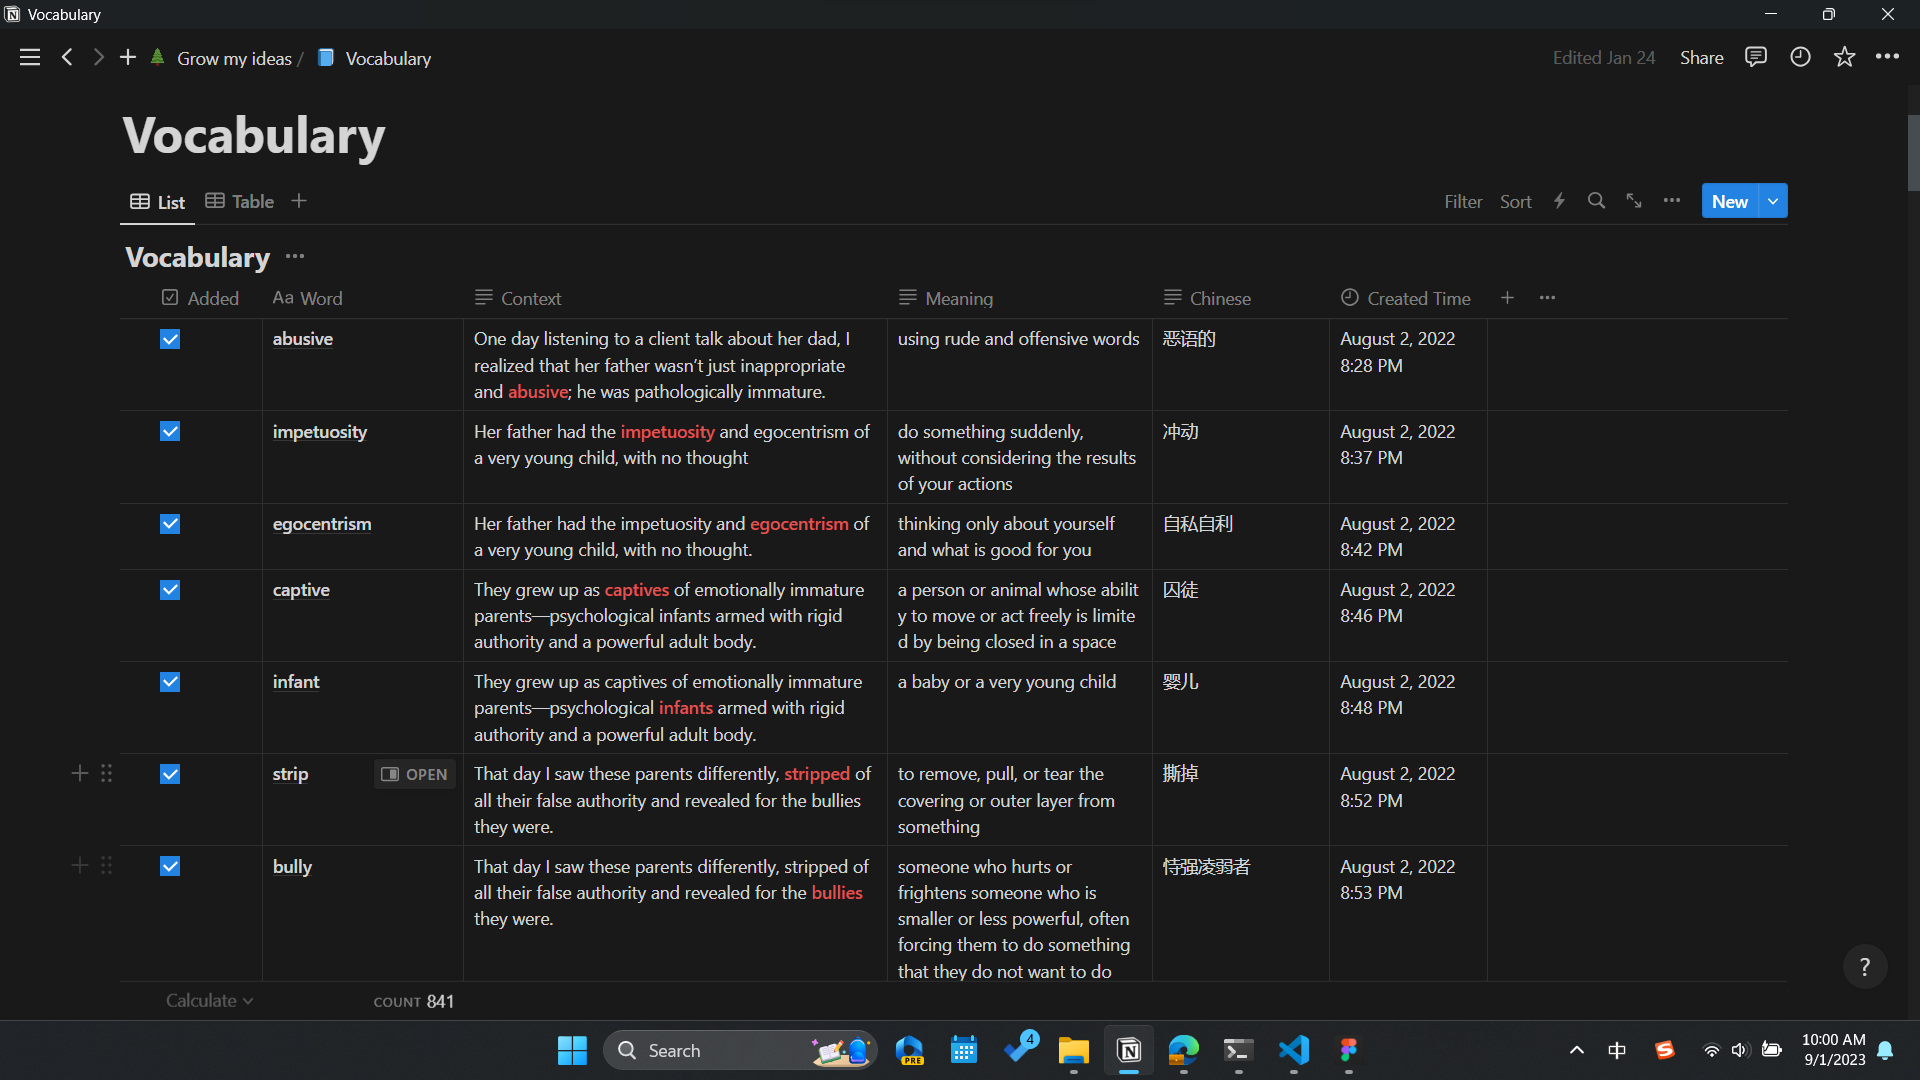 Vocabulary
Grow my ideas / Vocabulary
Edited Jan 24 Share
Vocabulary
List Table
Filter Sort New
Vocabulary
Added Aa Word Context Meaning Chinese Created Time
abusive
One day listening to a client talk about her dad, I
realized that her father wasn't just inappropriate
and abusive; he was pathologically immature.
using rude and offensive words
恶语的
August 2, 2022
8:28 PM
impetuosity
Her father had the impetuosity and egocentrism of
a very young child, with no thought
do something suddenly,
without considering the results
of your actions
冲动
August 2, 2022
8:37 PM
egocentrism
Her father had the impetuosity and egocentrism of
a very young child, with no thought.
thinking only about yourself
and what is good for you
自私自利
August 2, 2022
8:42 PM
captive
They grew up as captives of emotionally immature
parents—psychological infants armed with rigid
authority and a powerful adult body.
a person or animal whose abilit
y to move or act freely is limite
d by being closed in a space
囚徒
August 2, 2022
8:46 PM
infant
They grew up as captives of emotionally immature
parents—psychological infants armed with rigid
authority and a powerful adult body.
a baby or a very young child
婴儿
August 2, 2022
8:48 PM
strip
OPEN
That day I saw these parents differently, stripped of
all their false authority and revealed for the bullies
they were.
to remove, pull, or tear the
covering or outer layer from
something
撕掉
August 2, 2022
8:52 PM
bully
That day I saw these parents differently, stripped of
all their false authority and revealed for the bullies
they were.
someone who hurts or
frightens someone who is
smaller or less powerful, often
forcing them to do something
that they do not want to do
恃强凌弱者
August 2, 2022
8:53 PM
?
Calculate COUNT 841
Search
PRE
4
中
10:00 AM
9/1/2023